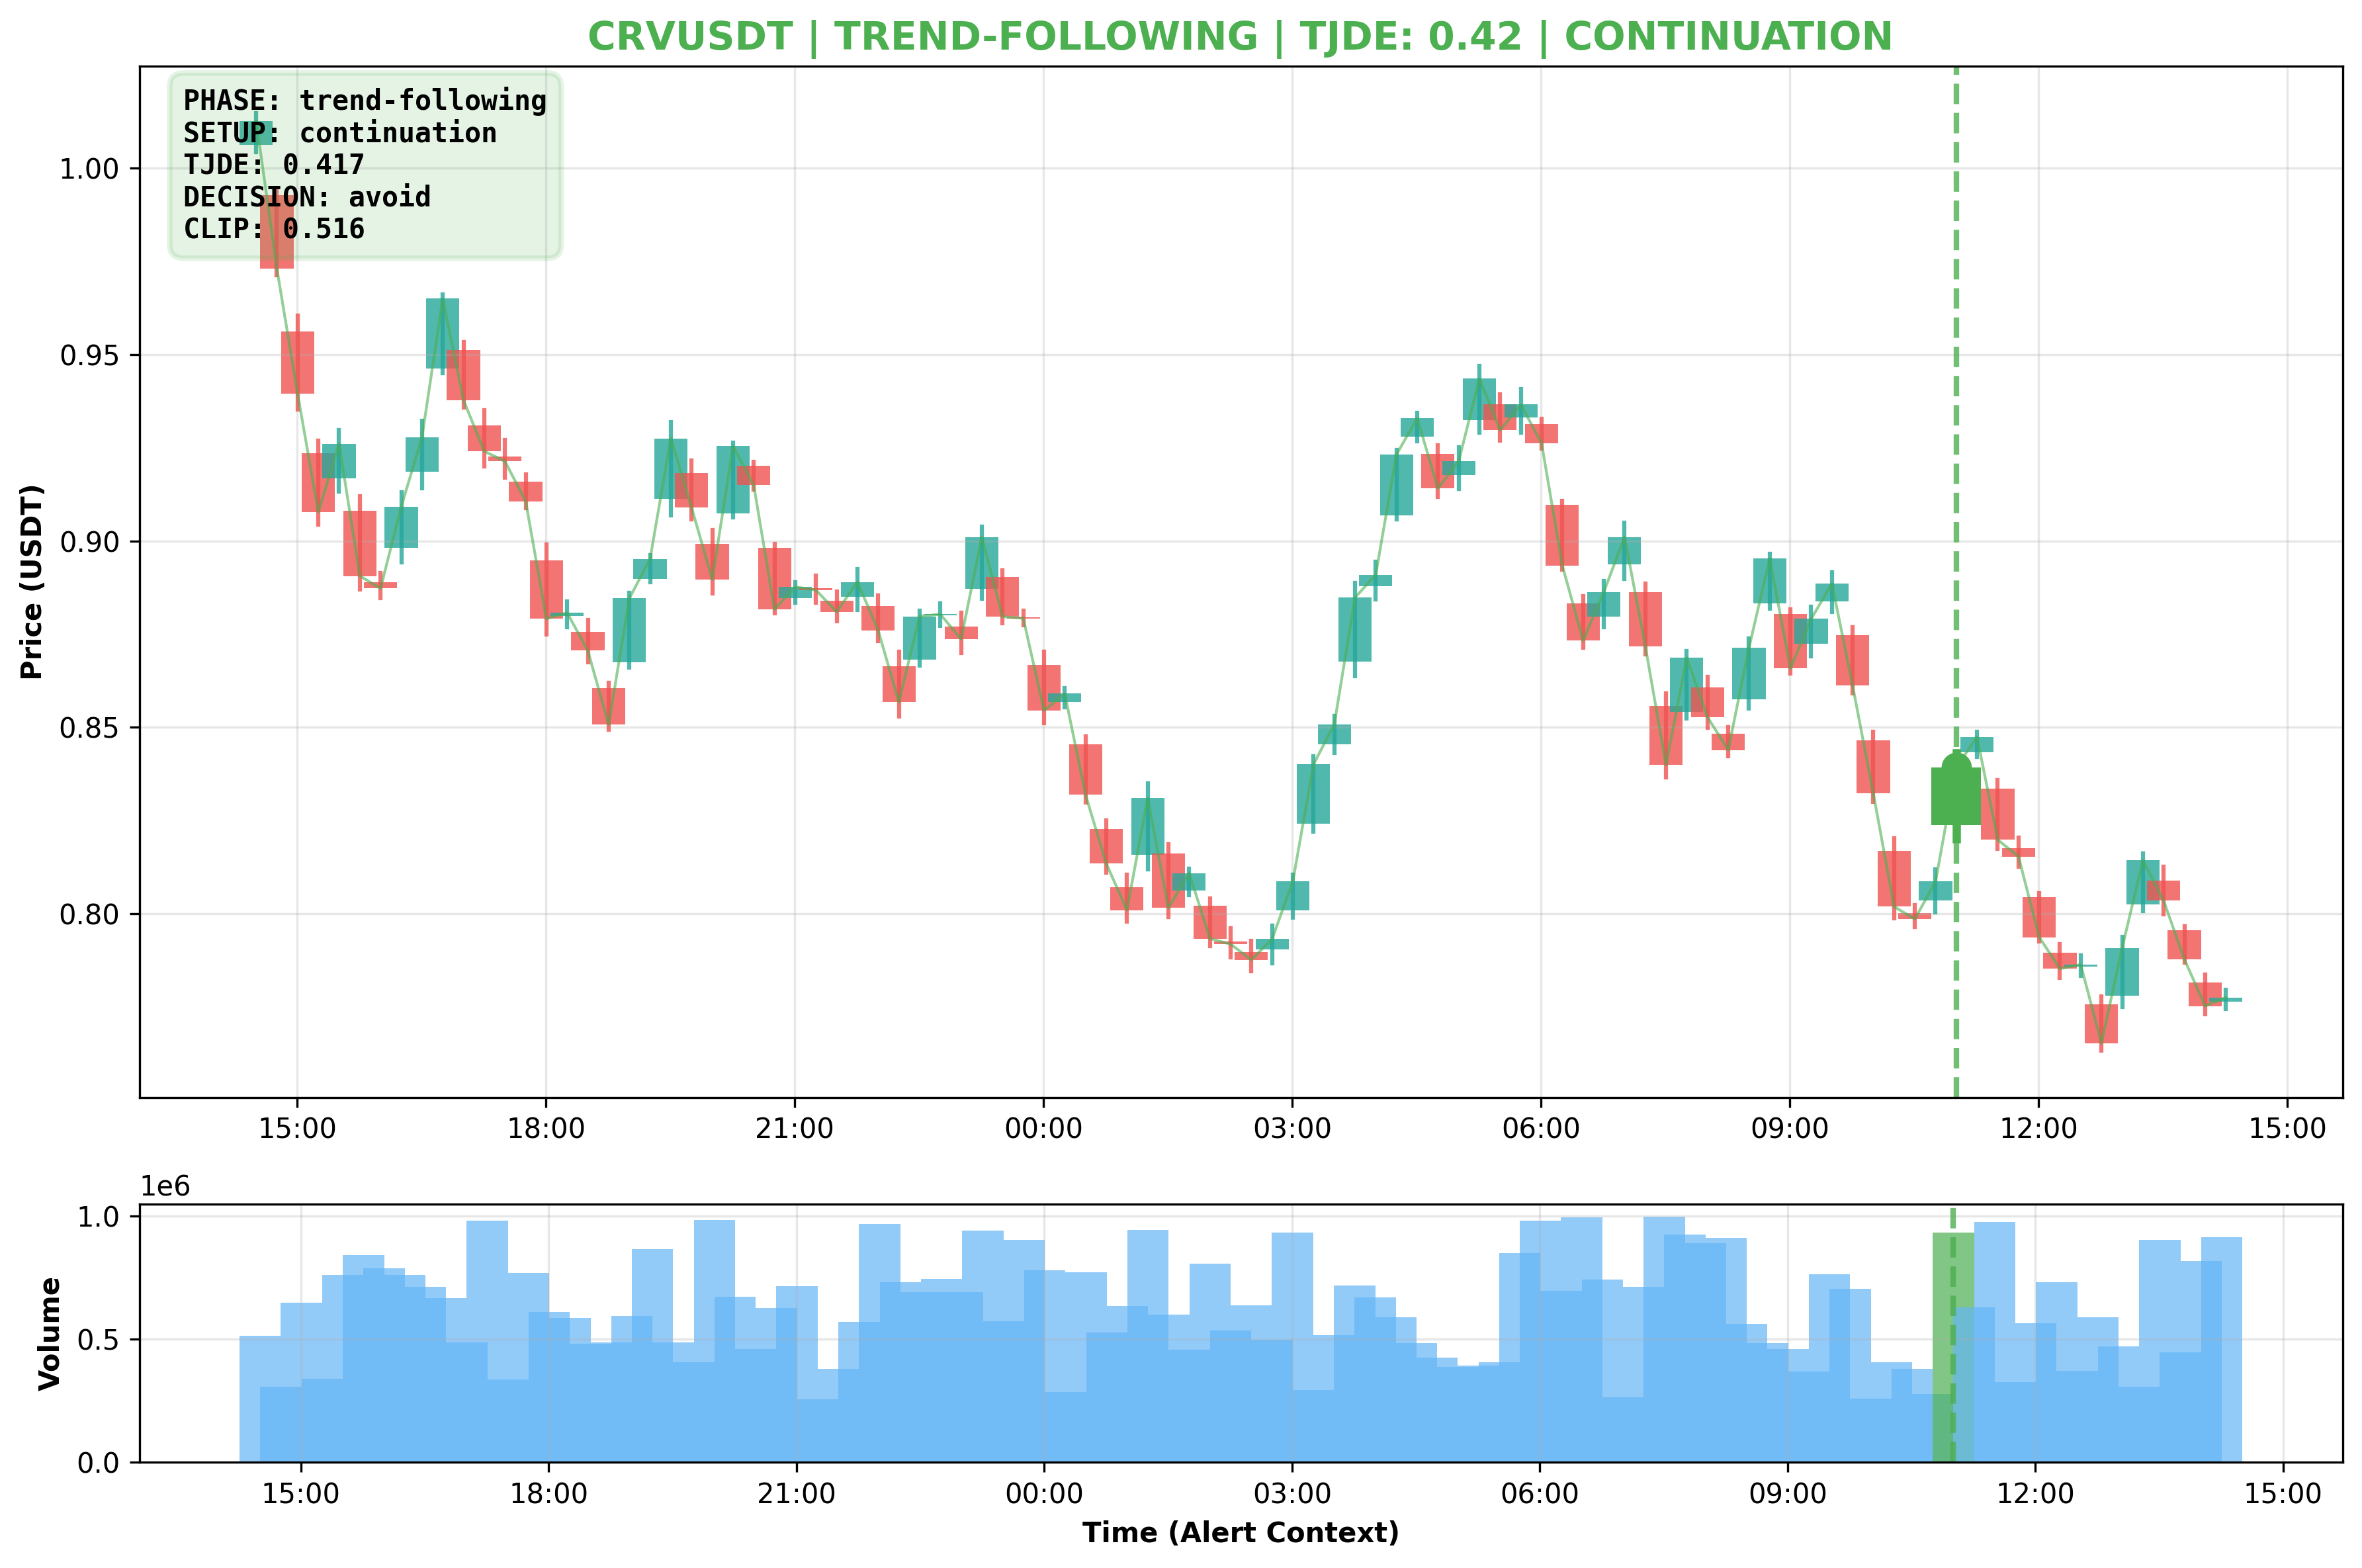 CRVUSDT | TREND-FOLLOWING | TJDE: 0.42 | CONTINUATION
PHASE: trend-following
SETUP: continuation
TJDE: 0.417
DECISION: avoid
CLIP: 0.516
Price (USDT)
1.00
0.95
0.90
0.85
0.80
15:00 18:00 21:00 00:00 03:00 06:00 09:00 12:00 15:00
1e6
Volume
1.0
0.5
0.0
15:00 18:00 21:00 00:00 03:00 06:00 09:00 12:00 15:00
Time (Alert Context)